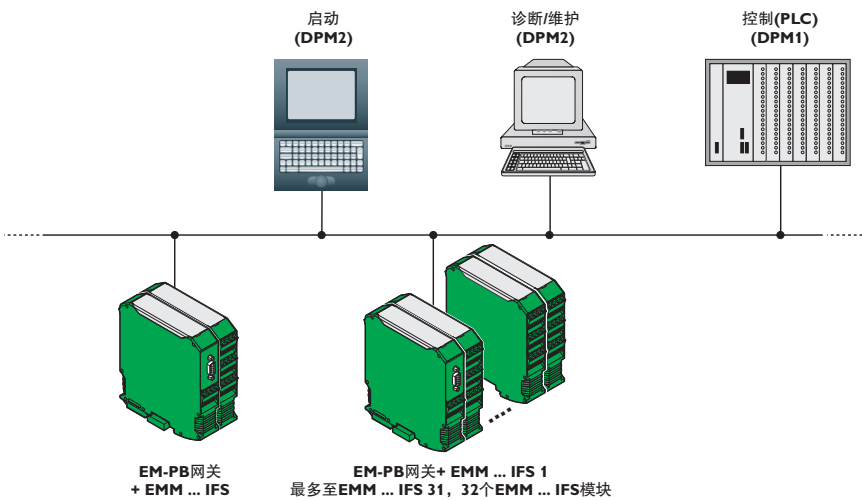 启动
(DPM2)
诊断/维护
(DPM2)
控制(PLC)
(DPM1)
EM-PB网关
+ EMM ... IFS
EM-PB网关+ EMM ... IFS 1
最多至EMM ... IFS 31，32个EMM ... IFS模块